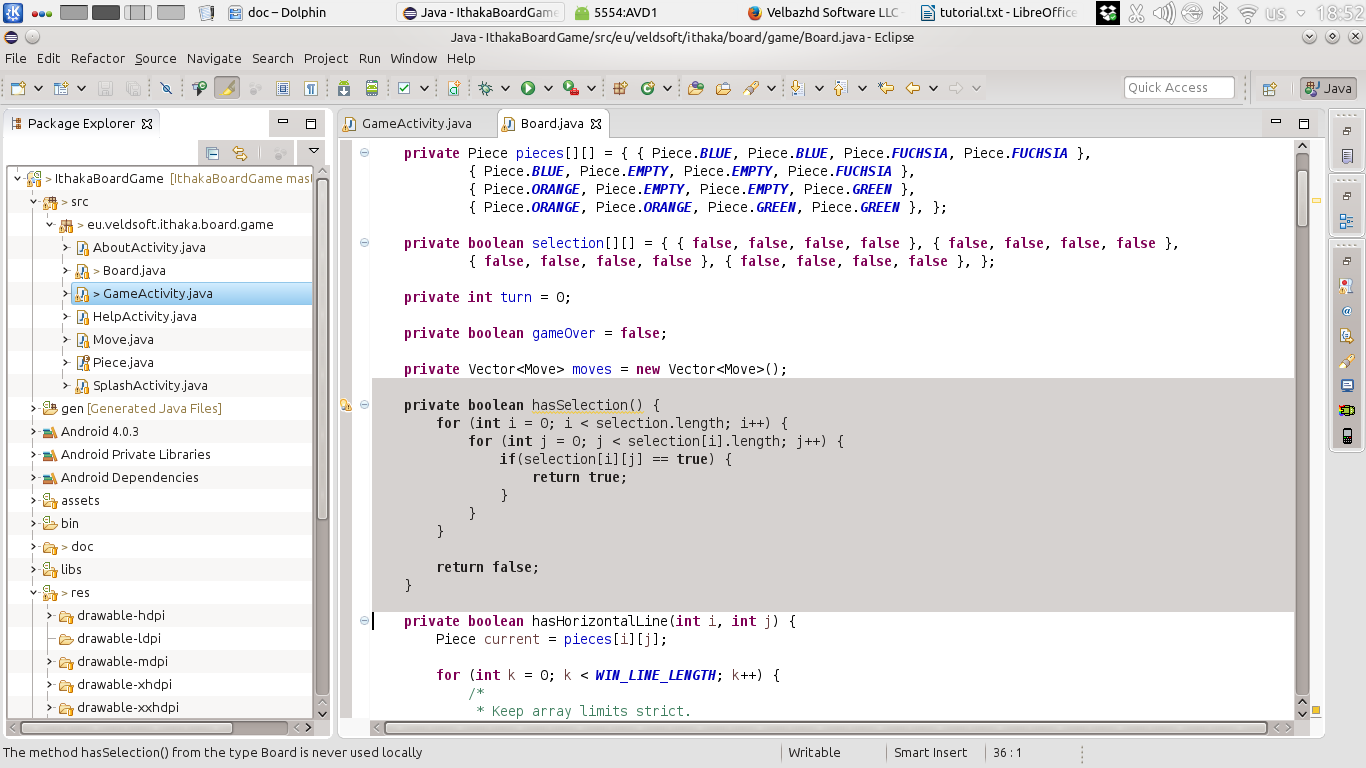 doc – Dolphin
Java - IthakaBoardGame
5554:AVD1
Velbazhd Software LLC
tutorial.txt - LibreOffice
us
18:52
Java - IthakaBoardGame/src/eu/veldsoft/ithaka/board/game/Board.java - Eclipse
File Edit Refactor Source Navigate Search Project Run Window Help
Quick Access
Java
Package Explorer
GameActivity.java
Board.java
> IthakaBoardGame [IthakaBoardGame mast
> src
> eu.veldsoft.ithaka.board.game
AboutActivity.java
> Board.java
> GameActivity.java
HelpActivity.java
Move.java
Piece.java
SplashActivity.java
gen [Generated Java Files]
Android 4.0.3
Android Private Libraries
Android Dependencies
assets
bin
> doc
libs
> res
drawable-hdpi
drawable-ldpi
drawable-mdpi
drawable-xhdpi
drawable-xxhdpi
private Piece pieces[][] = { { Piece.BLUE, Piece.BLUE, Piece.FUCHSIA, Piece.FUCHSIA },
{ Piece.BLUE, Piece.EMPTY, Piece.EMPTY, Piece.FUCHSIA },
{ Piece.ORANGE, Piece.EMPTY, Piece.EMPTY, Piece.GREEN },
{ Piece.ORANGE, Piece.ORANGE, Piece.GREEN, Piece.GREEN }, };
private boolean selection[][] = { { false, false, false, false }, { false, false, false, false },
{ false, false, false, false }, { false, false, false, false }, };
private int turn = 0;
private boolean gameOver = false;
private Vector<Move> moves = new Vector<Move>();
private boolean hasSelection() {
for (int i = 0; i < selection.length; i++) {
for (int j = 0; j < selection[i].length; j++) {
if(selection[i][j] == true) {
return true;
}
}
}
return false;
}
private boolean hasHorizontalLine(int i, int j) {
Piece current = pieces[i][j];
for (int k = 0; k < WIN_LINE_LENGTH; k++) {
/*
* Keep array limits strict.
The method hasSelection() from the type Board is never used locally
Writable
Smart Insert
36 : 1